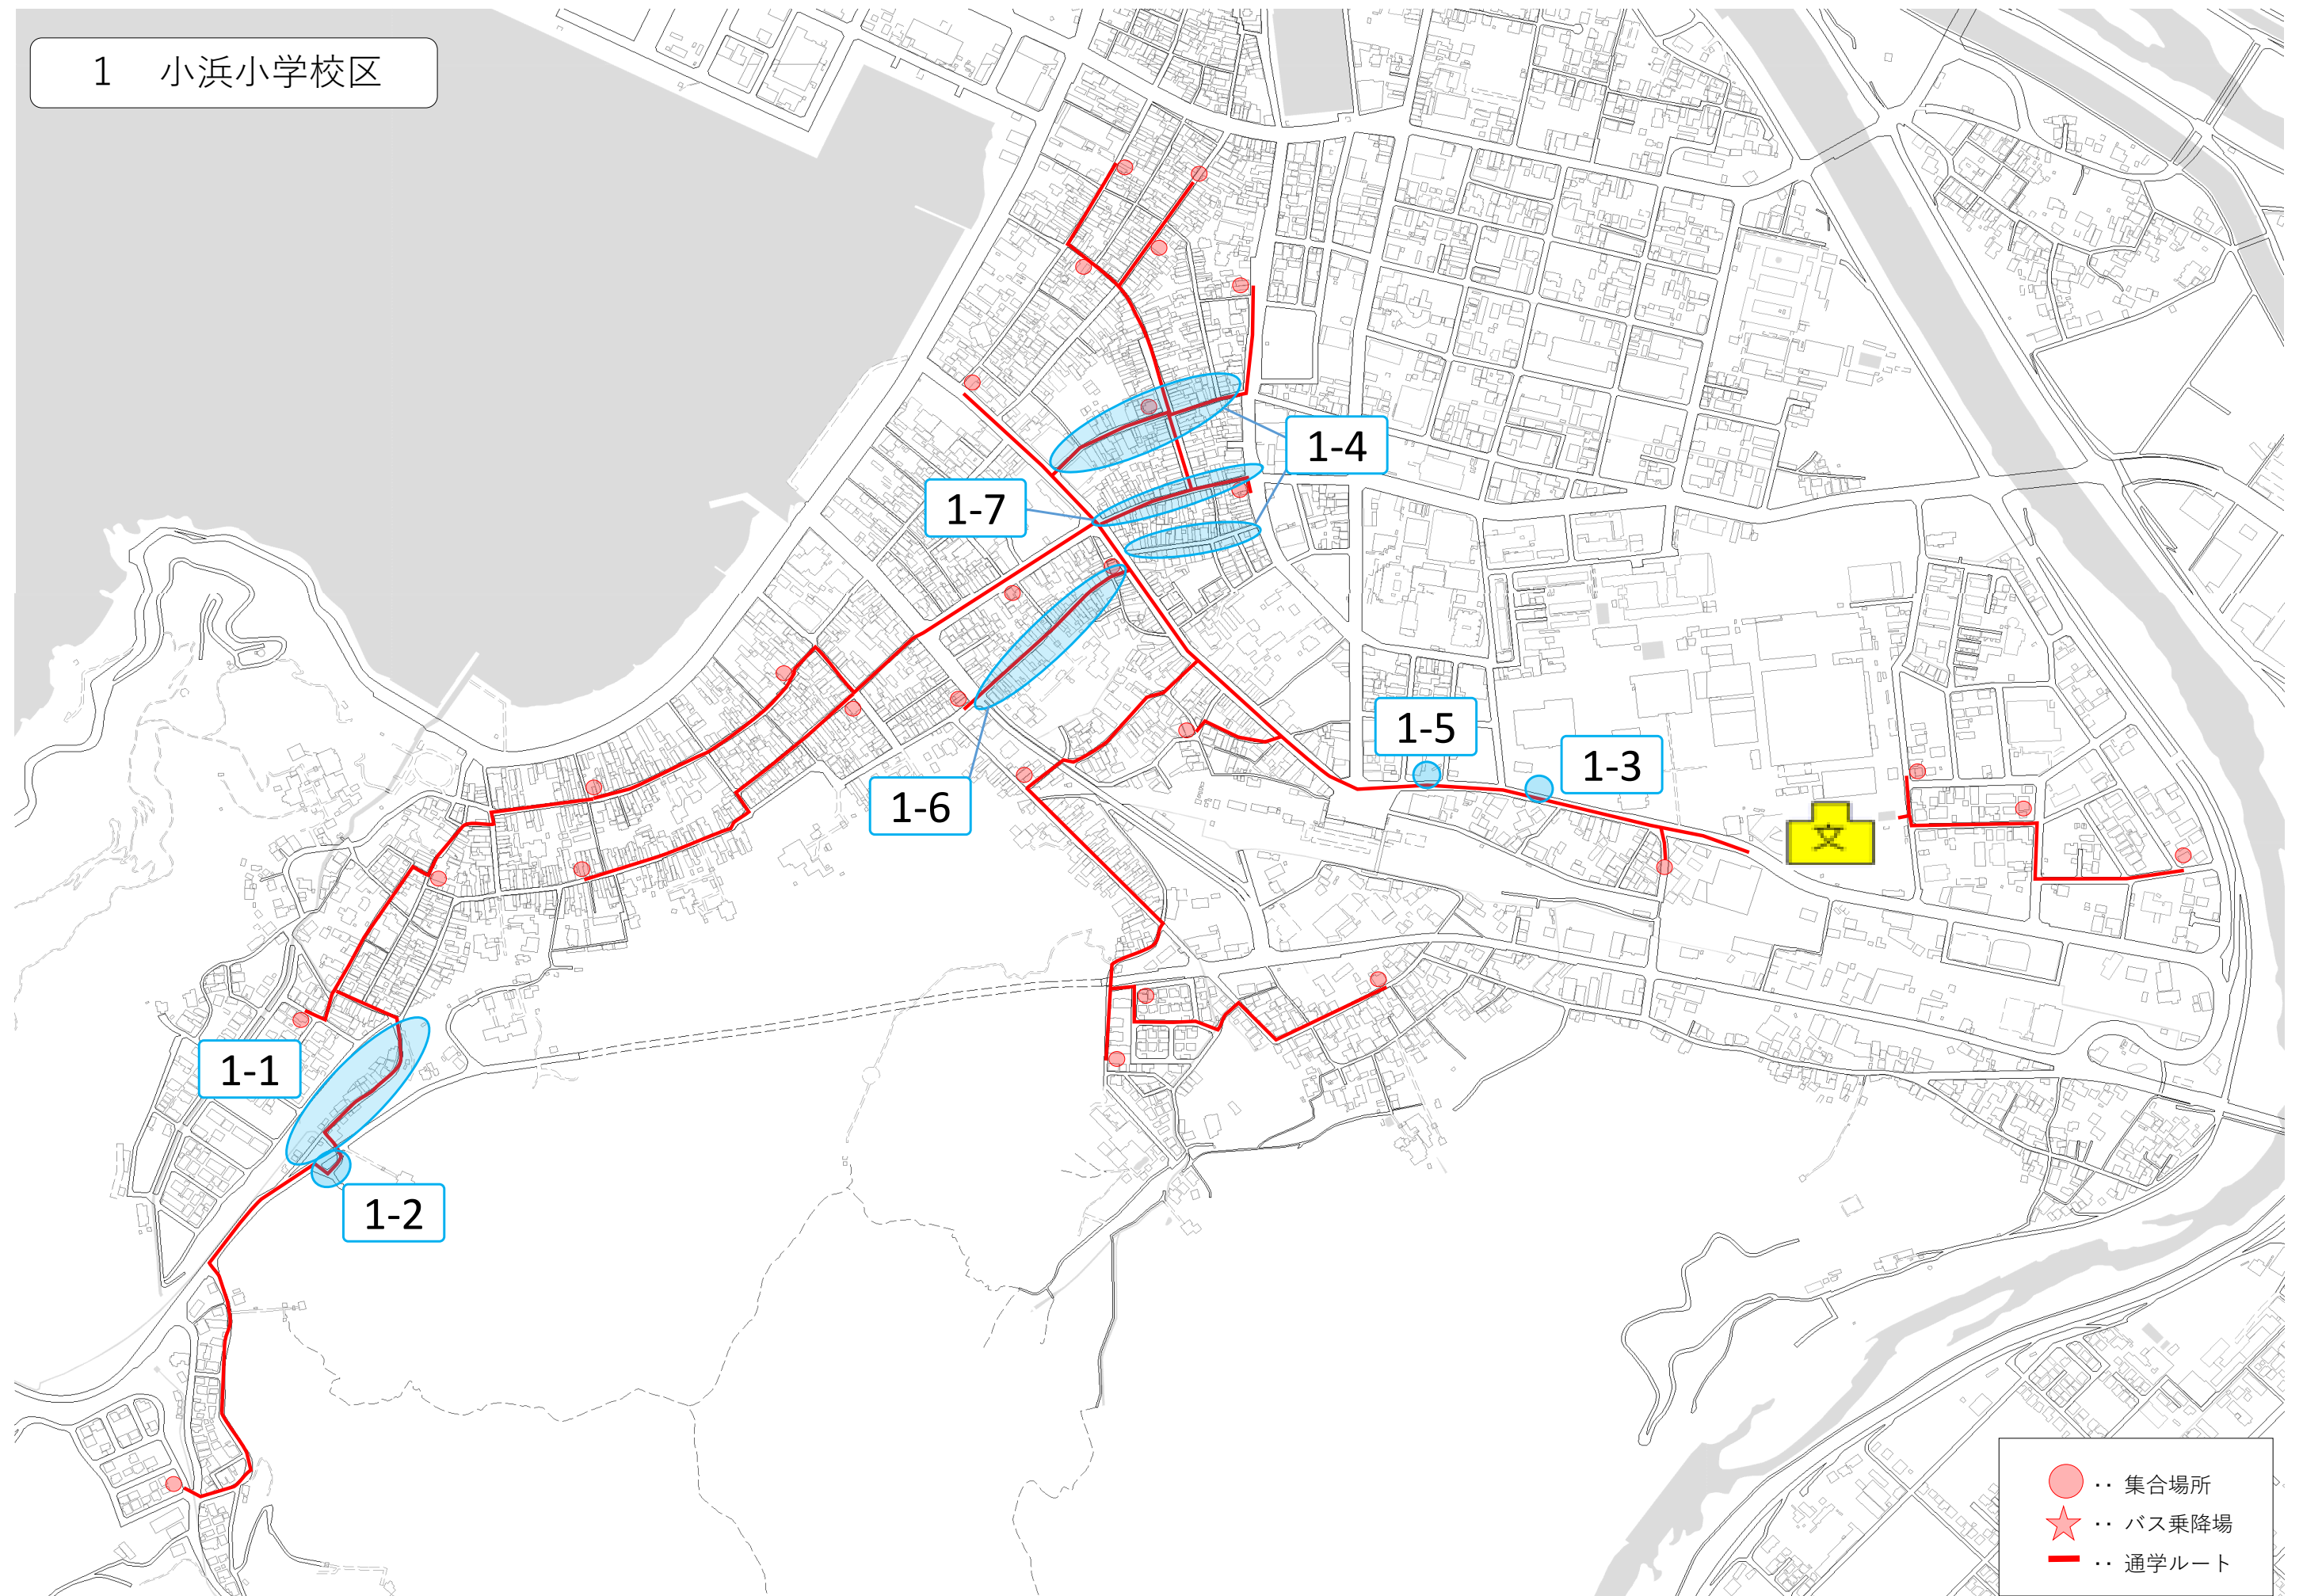 1 小浜小学校区
1-4
1-7
1-5
1-3
1-6
文
1-1
1-2
‥ 集合場所
‥ バス乗降場
‥ 通学ルート